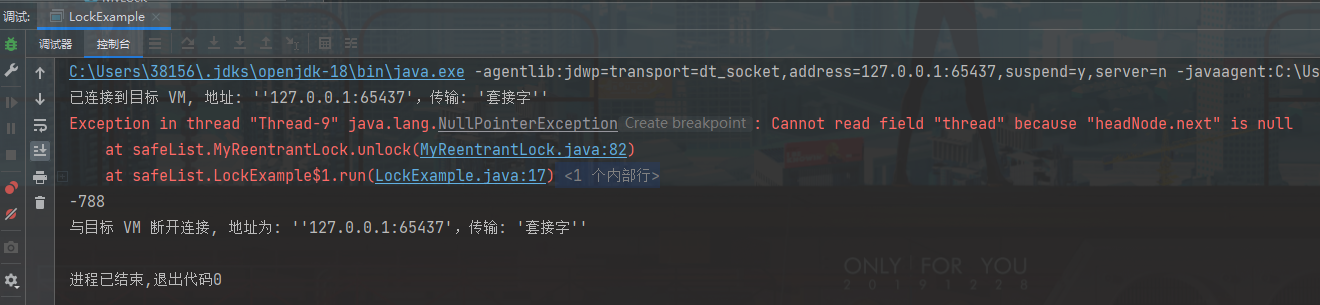 调试: LockExample
调试器 控制台
C:\Users\38156\.jdks\openjdk-18\bin\java.exe -agentlib:jdwp=transport=dt_socket,address=127.0.0.1:65437,suspend=y,server=n -javaagent:C:\Us
已连接到目标 VM, 地址: ''127.0.0.1:65437',传输: '套接字''
Exception in thread "Thread-9" java.lang.NullPointerException Create breakpoint : Cannot read field "thread" because "headNode.next" is null
at safeList.MyReentrantLock.unlock(MyReentrantLock.java:82)
at safeList.LockExample$1.run(LockExample.java:17) <1 个内部行>
-788
与目标 VM 断开连接, 地址为: ''127.0.0.1:65437',传输: '套接字''
进程已结束,退出代码0
ONLY FOR YOU
20191228